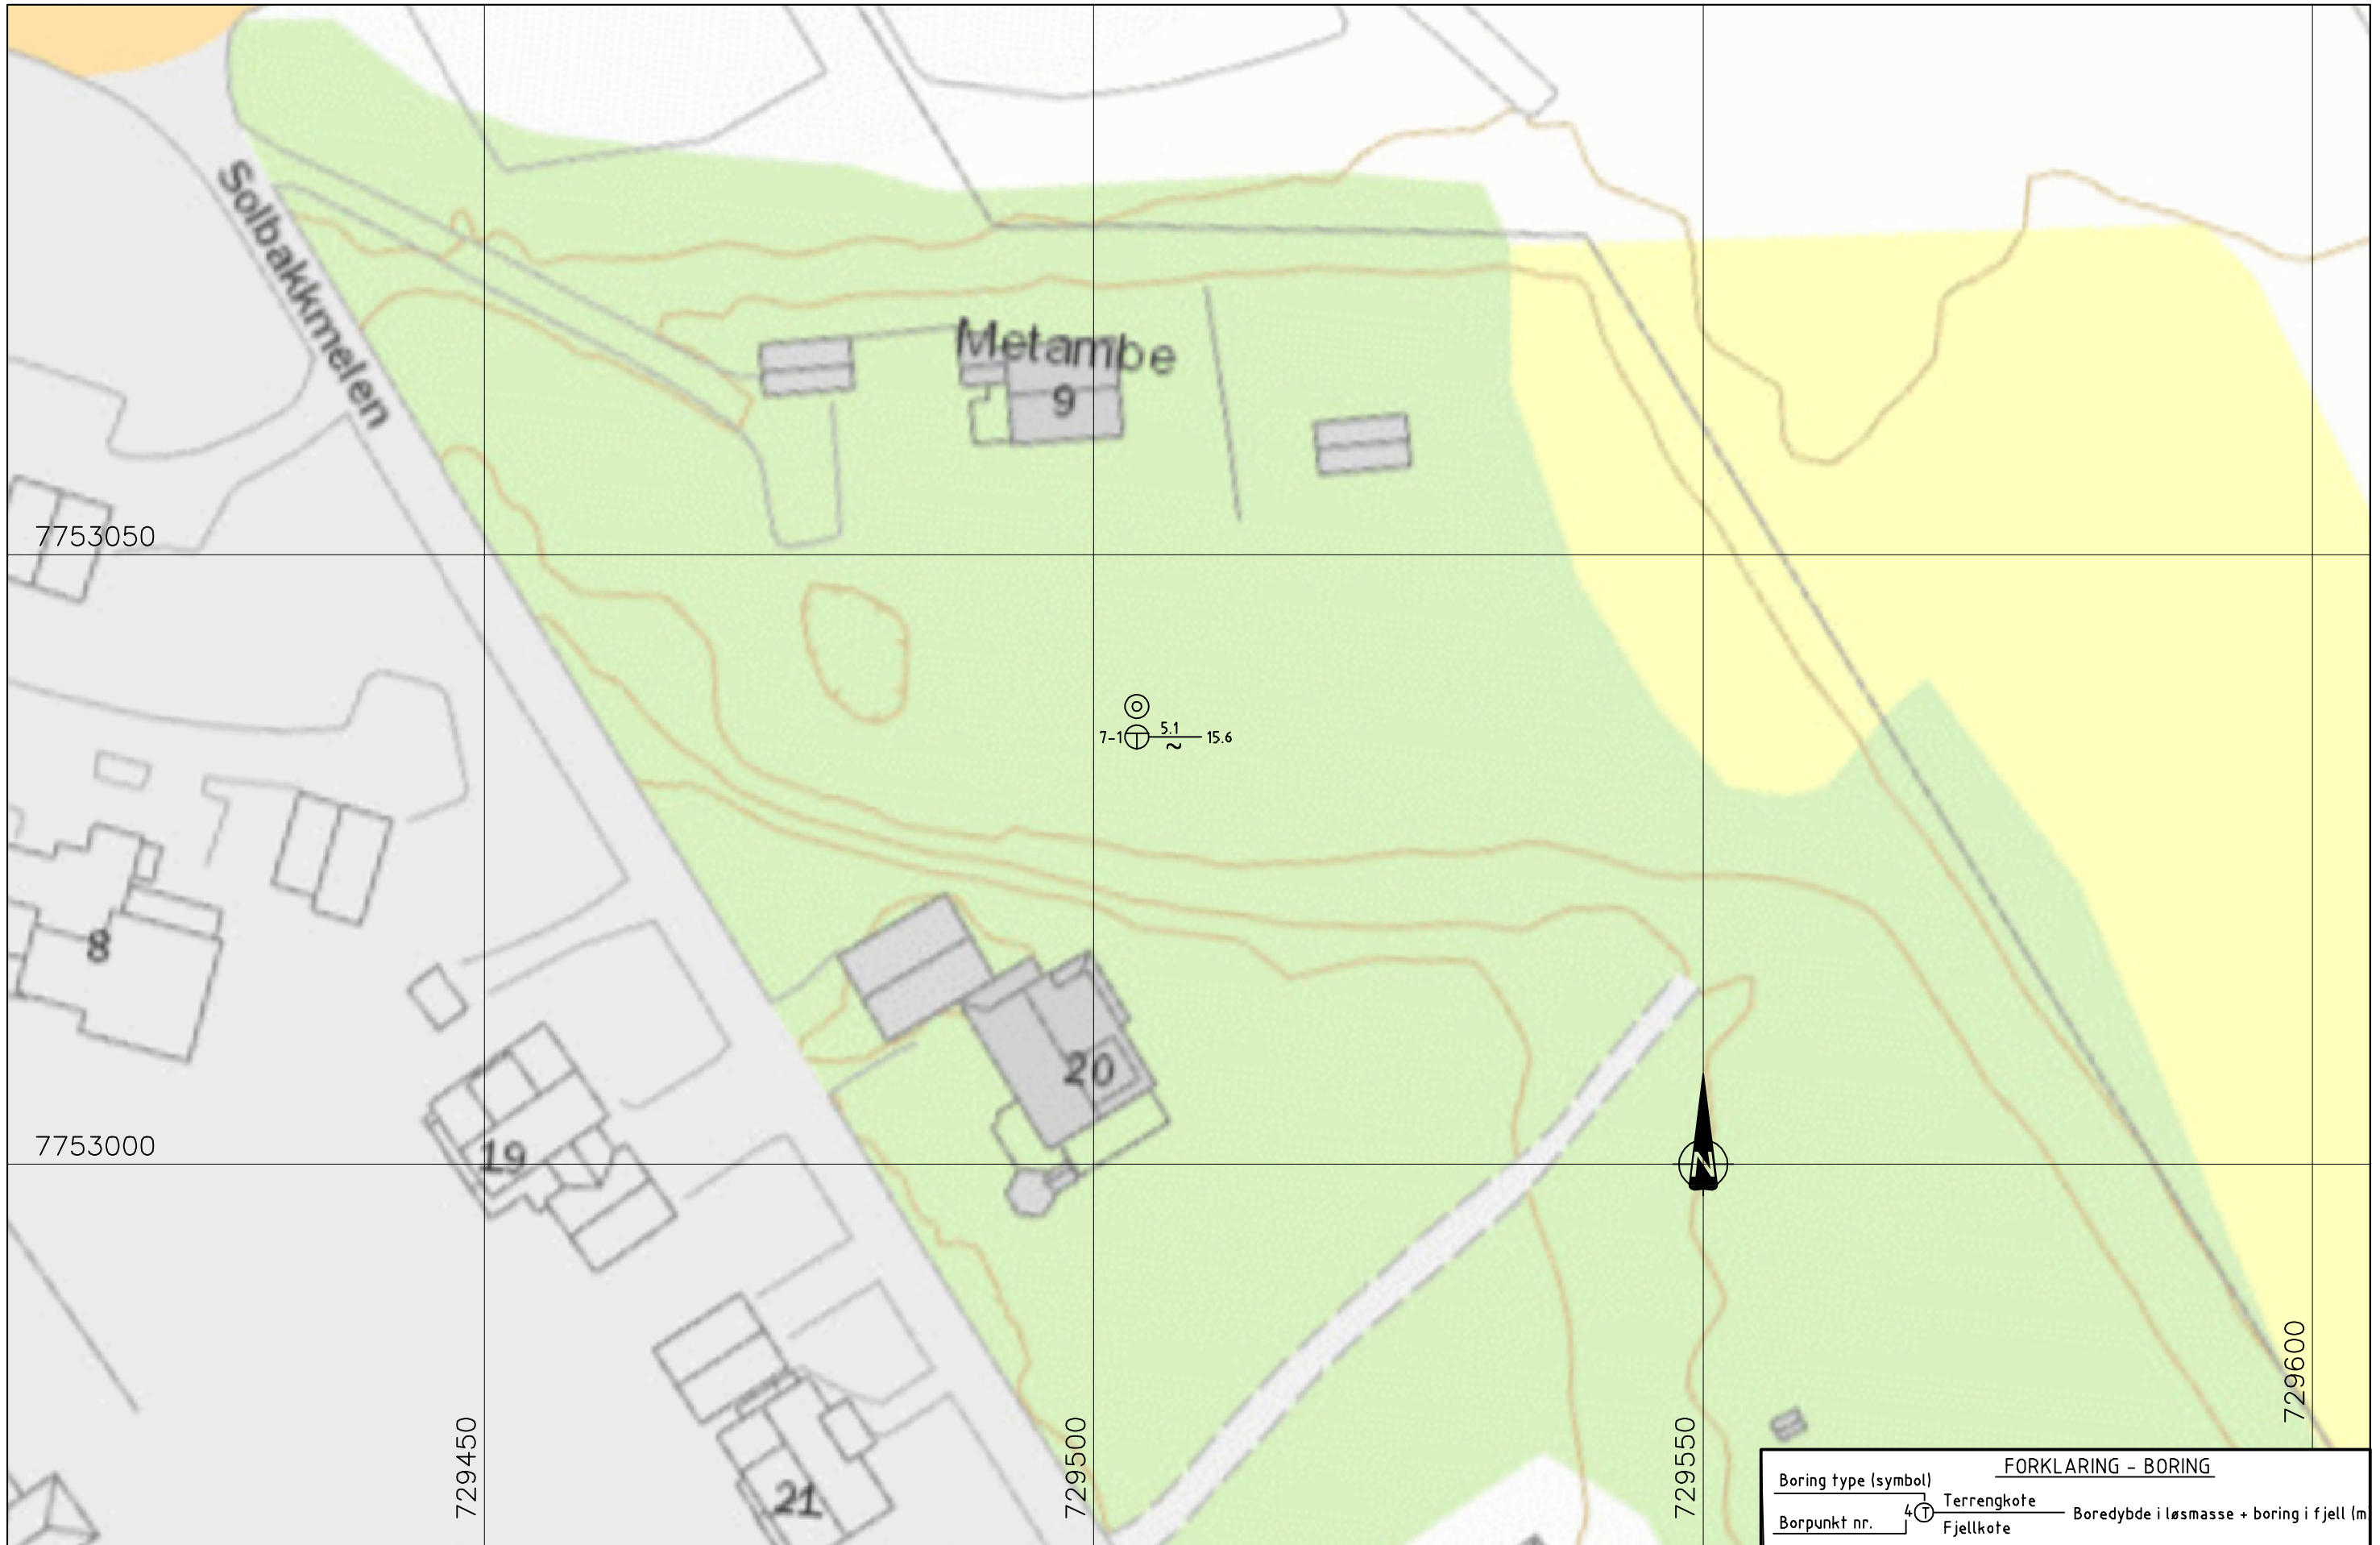 Solbakkmelen
Metambe
9
7753050
7-1 5.1 15.6
~
8
20
7753000
19
N
21
729450
729500
729550
729600
FORKLARING - BORING
Boring type (symbol)
Borpunkt nr.
4 T Terrengkote
Fjellkote
Boredybde i løsmasse + boring i fjell (m